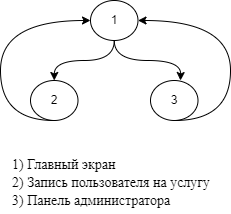 1
2
3
1) Главный экран
2) Запись пользователя на услугу
3) Панель администратора